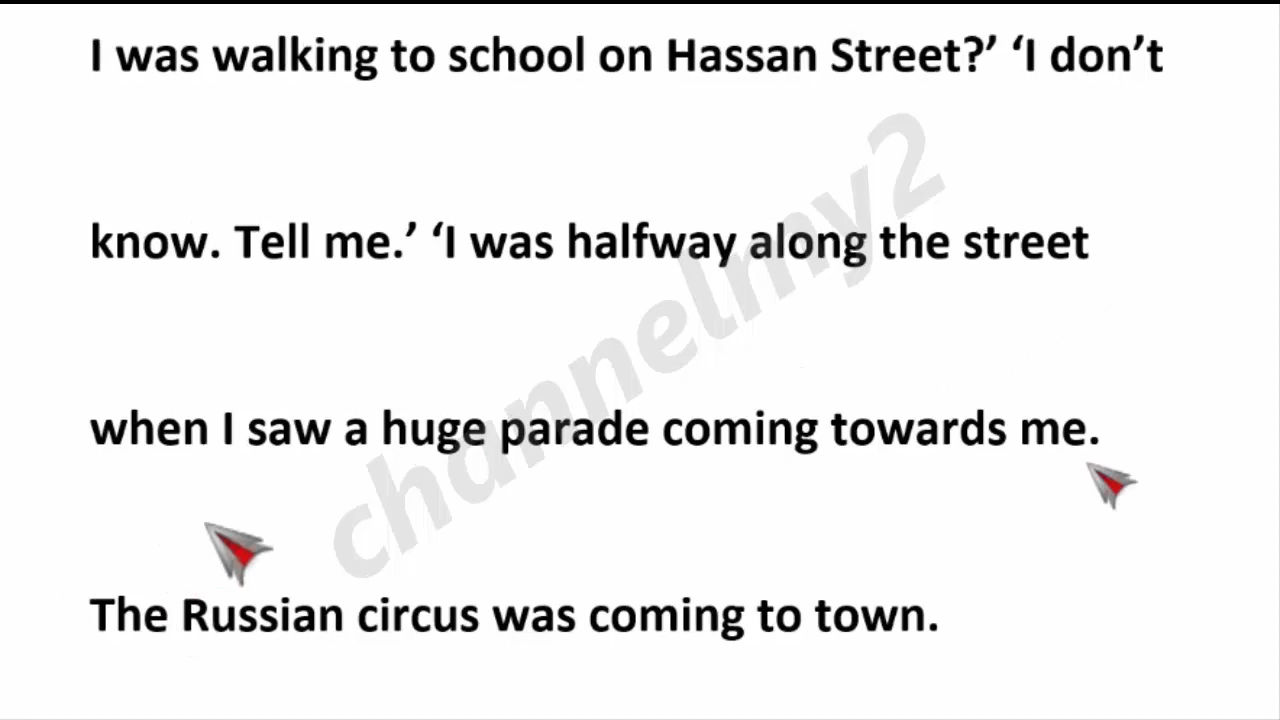 I was walking to school on Hassan Street?’ ‘I don’t
know. Tell me.’ ‘I was halfway along the street
when I saw a huge parade coming towards me.
The Russian circus was coming to town.
channelmy2